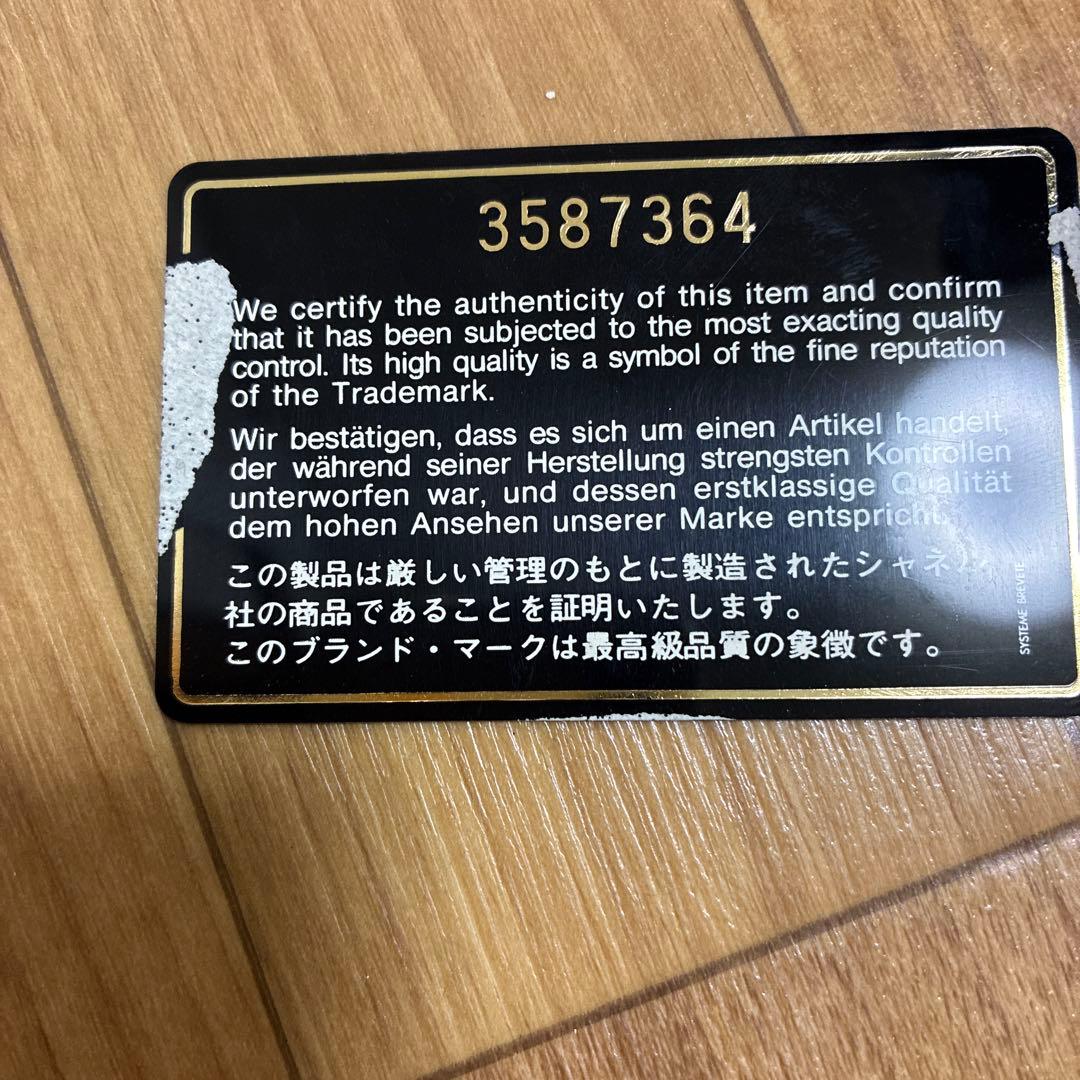 3587364
We certify the authenticity of this item and confirm
that it has been subjected to the most exacting quality
control. Its high quality is a symbol of the fine reputation
of the Trademark.
Wir bestätigen, dass es sich um einen Artikel handelt,
der während seiner Herstellung strengsten Kontrollen
unterworfen war, und dessen erstklassige Qualität
dem hohen Ansehen unserer Marke entspricht.
この製品は厳しい管理のもとに製造されたシャネル
社の商品であることを証明いたします。
このブランド・マークは最高級品質の象徴です。
SYSTEME BREVETE